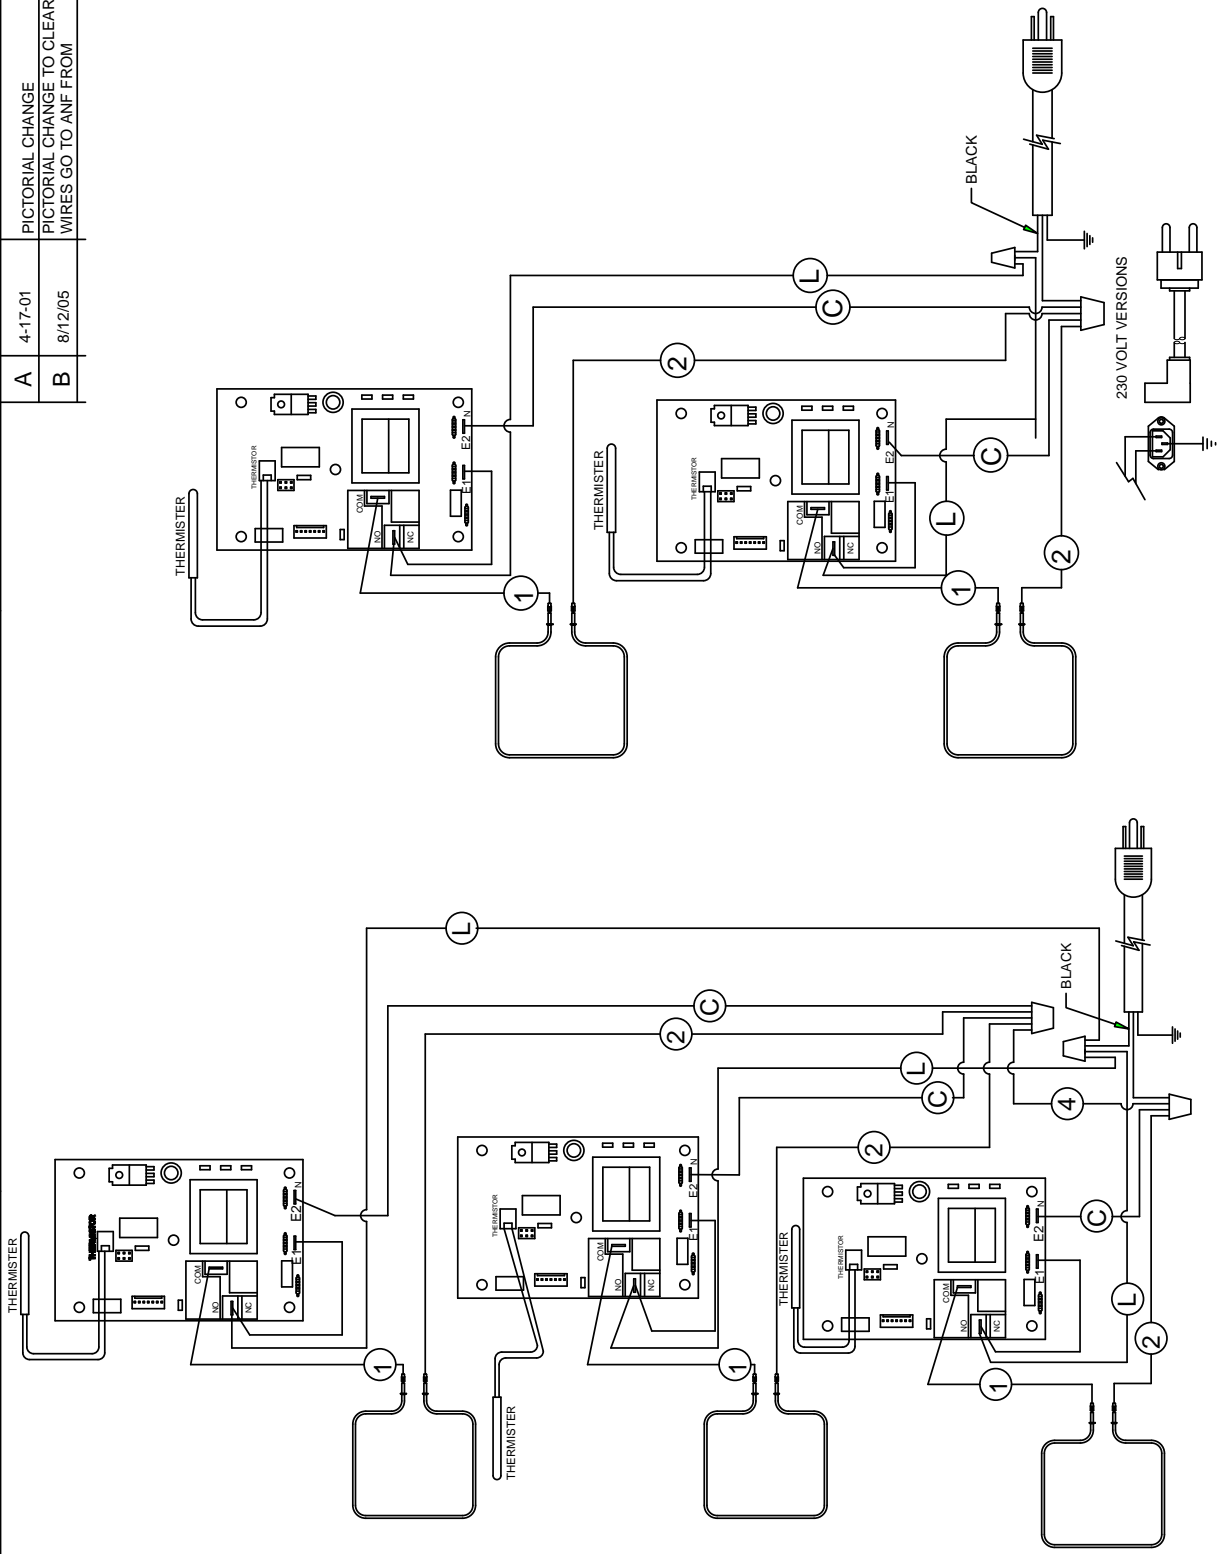 A
4-17-01
PICTORIAL CHANGE
B
8/12/05
PICTORIAL CHANGE TO CLEAR
WIRES GO TO ANF FROM
THERMISTER
THERMISTOR
COM
NO
NC
E1
E2
N
1
2
C
L
BLACK
THERMISTER
THERMISTOR
COM
NO
NC
E1
E2
N
1
2
C
L
230 VOLT VERSIONS
THERMISTER
THERMISTOR
COM
NO
NC
E1
E2
N
1
2
C
L
THERMISTER
THERMISTOR
COM
NO
NC
E1
E2
N
1
2
C
L
4
BLACK
THERMISTER
THERMISTOR
COM
NO
NC
E1
E2
N
1
2
C
L